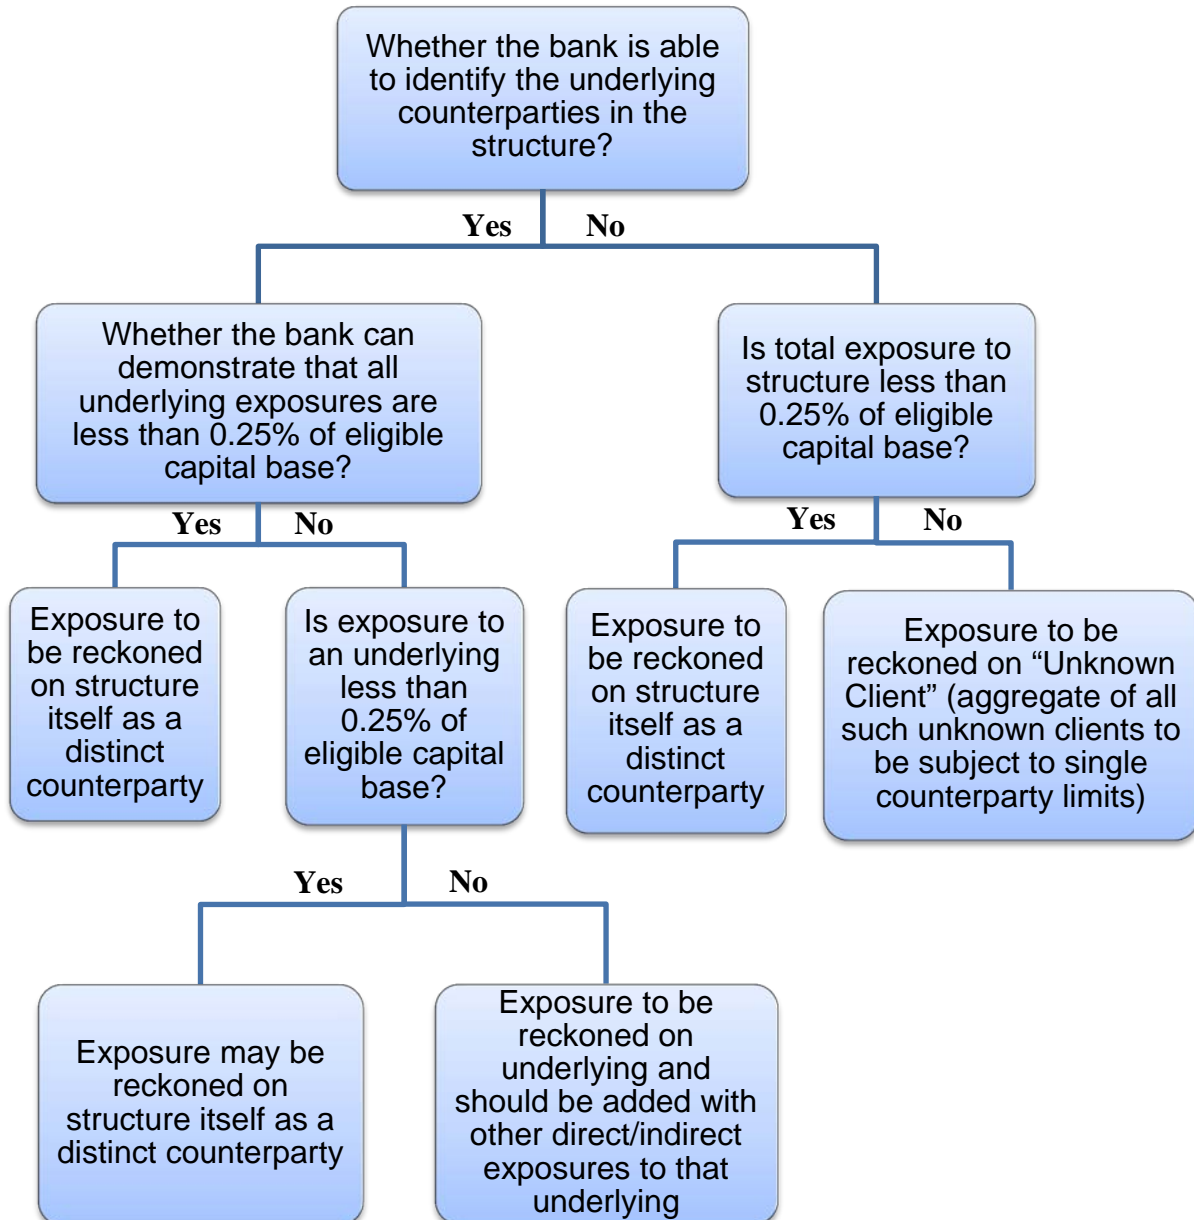 Whether the bank is able
to identify the underlying
counterparties in the
structure?
Yes No
Whether the bank can
demonstrate that all
underlying exposures are
less than 0.25% of eligible
capital base?
Is total exposure to
structure less than
0.25% of eligible
capital base?
Yes No
Yes No
Exposure to
be reckoned
on structure
itself as a
distinct
counterparty
Is exposure to
an underlying
less than
0.25% of
eligible capital
base?
Exposure to
be reckoned
on structure
itself as a
distinct
counterparty
Exposure to be
reckoned on “Unknown
Client” (aggregate of all
such unknown clients to
be subject to single
counterparty limits)
Yes No
Exposure may be
reckoned on
structure itself as a
distinct counterparty
Exposure to be
reckoned on
underlying and
should be added with
other direct/indirect
exposures to that
underlying